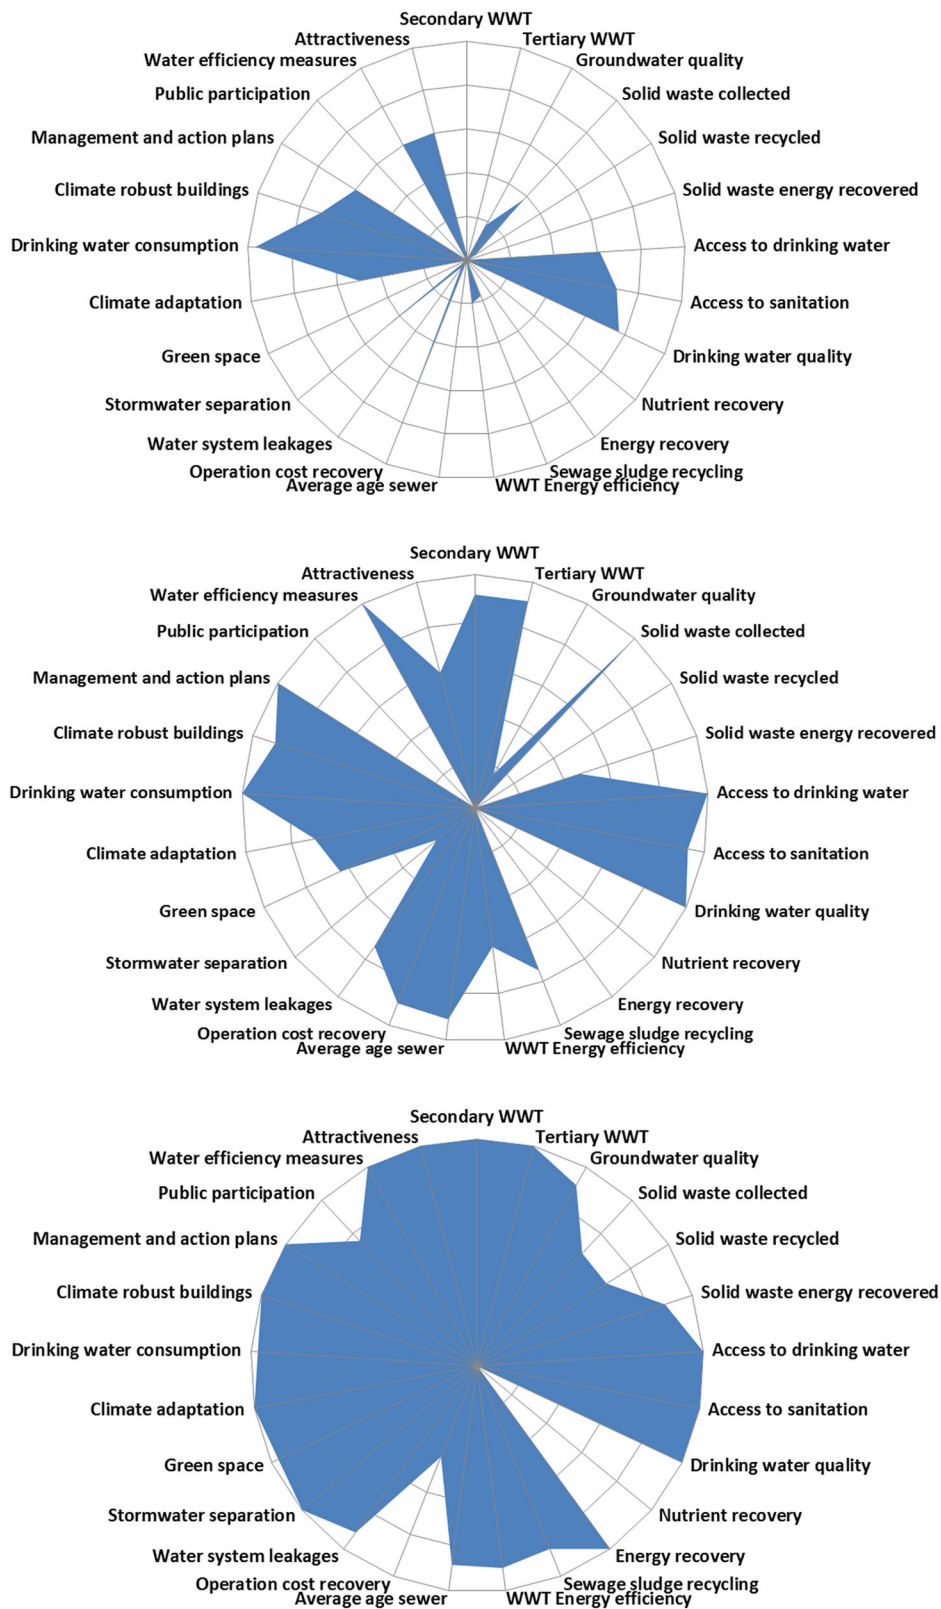 Secondary WWT
Attractiveness
Tertiary WWT
Water efficiency measures
Groundwater quality
Public participation
Solid waste collected
Management and action plans
Solid waste recycled
Climate robust buildings
Solid waste energy recovered
Drinking water consumption
Access to drinking water
Climate adaptation
Access to sanitation
Green space
Drinking water quality
Stormwater separation
Nutrient recovery
Water system leakages
Energy recovery
Operation cost recovery
Sewage sludge recycling
Average age sewer
WWT Energy efficiency
Secondary WWT
Attractiveness
Tertiary WWT
Water efficiency measures
Groundwater quality
Public participation
Solid waste collected
Management and action plans
Solid waste recycled
Climate robust buildings
Solid waste energy recovered
Drinking water consumption
Access to drinking water
Climate adaptation
Access to sanitation
Green space
Drinking water quality
Stormwater separation
Nutrient recovery
Water system leakages
Energy recovery
Operation cost recovery
Sewage sludge recycling
Average age sewer
WWT Energy efficiency
Secondary WWT
Attractiveness
Tertiary WWT
Water efficiency measures
Groundwater quality
Public participation
Solid waste collected
Management and action plans
Solid waste recycled
Climate robust buildings
Solid waste energy recovered
Drinking water consumption
Access to drinking water
Climate adaptation
Access to sanitation
Green space
Drinking water quality
Stormwater separation
Nutrient recovery
Water system leakages
Energy recovery
Operation cost recovery
Sewage sludge recycling
Average age sewer
WWT Energy efficiency